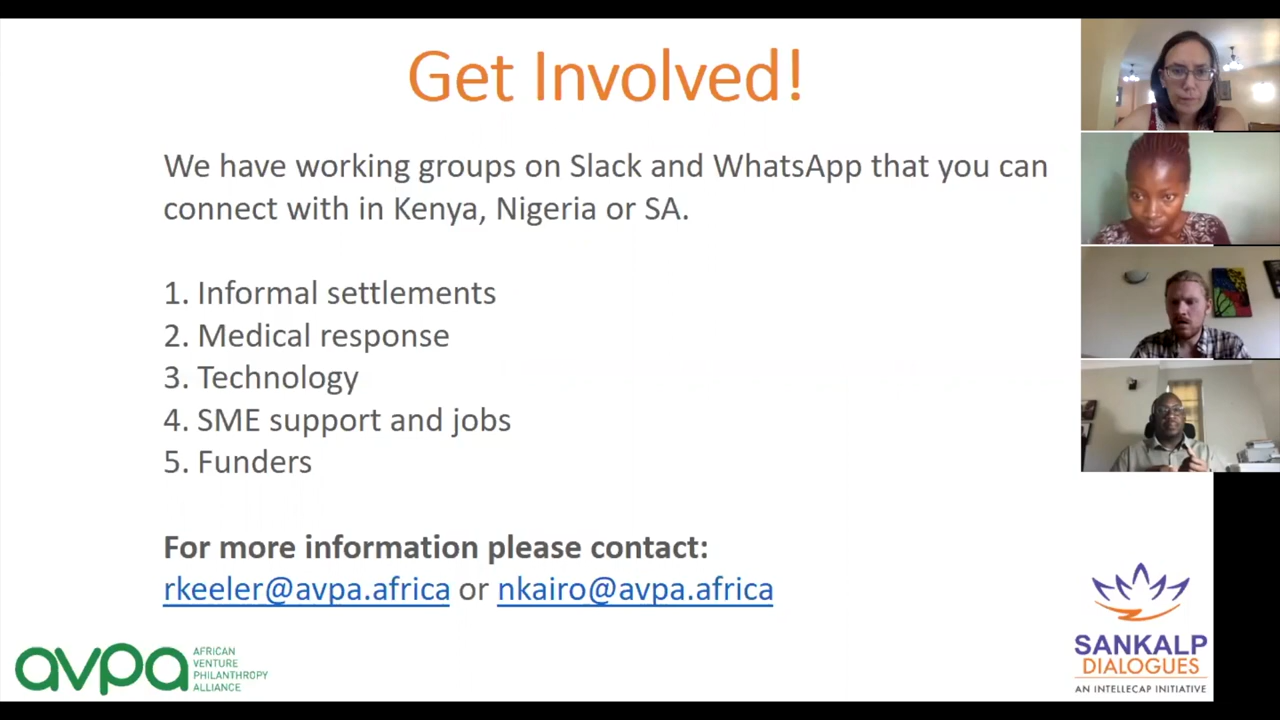 Get Involved!
We have working groups on Slack and WhatsApp that you can
connect with in Kenya, Nigeria or SA.
1. Informal settlements
2. Medical response
3. Technology
4. SME support and jobs
5. Funders
For more information please contact:
rkeeler@avpa.africa or nkairo@avpa.africa
avpa
AFRICAN
VENTURE
PHILANTHROPY
ALLIANCE
SANKALP
DIALOGUES
AN INTELLECAP INITIATIVE